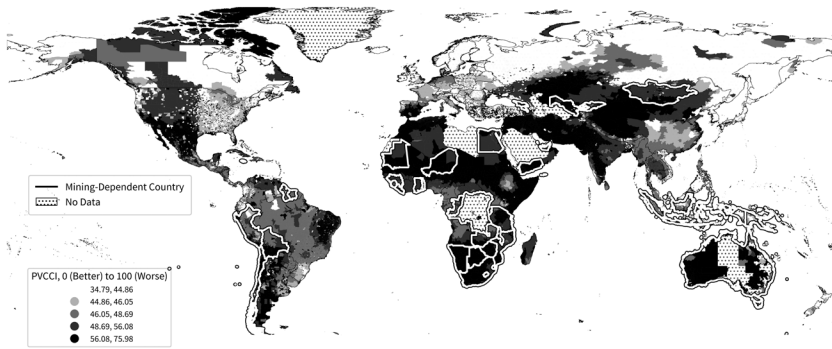 Mining-Dependent Country
No Data
PVCCI, 0 (Better) to 100 (Worse)
34.79, 44.86
44.86, 46.05
46.05, 48.69
48.69, 56.08
56.08, 75.98